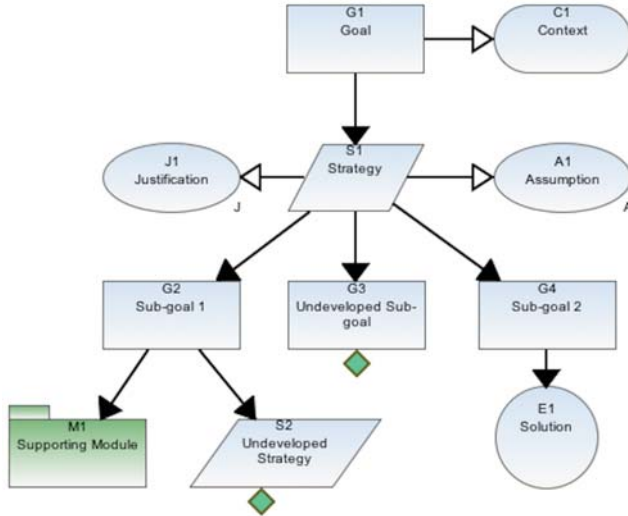 G1
Goal
C1
Context
S1
Strategy
J1
Justification
J
A1
Assumption
A
G2
Sub-goal 1
G3
Undeveloped Sub-
goal
G4
Sub-goal 2
M1
Supporting Module
S2
Undeveloped
Strategy
E1
Solution